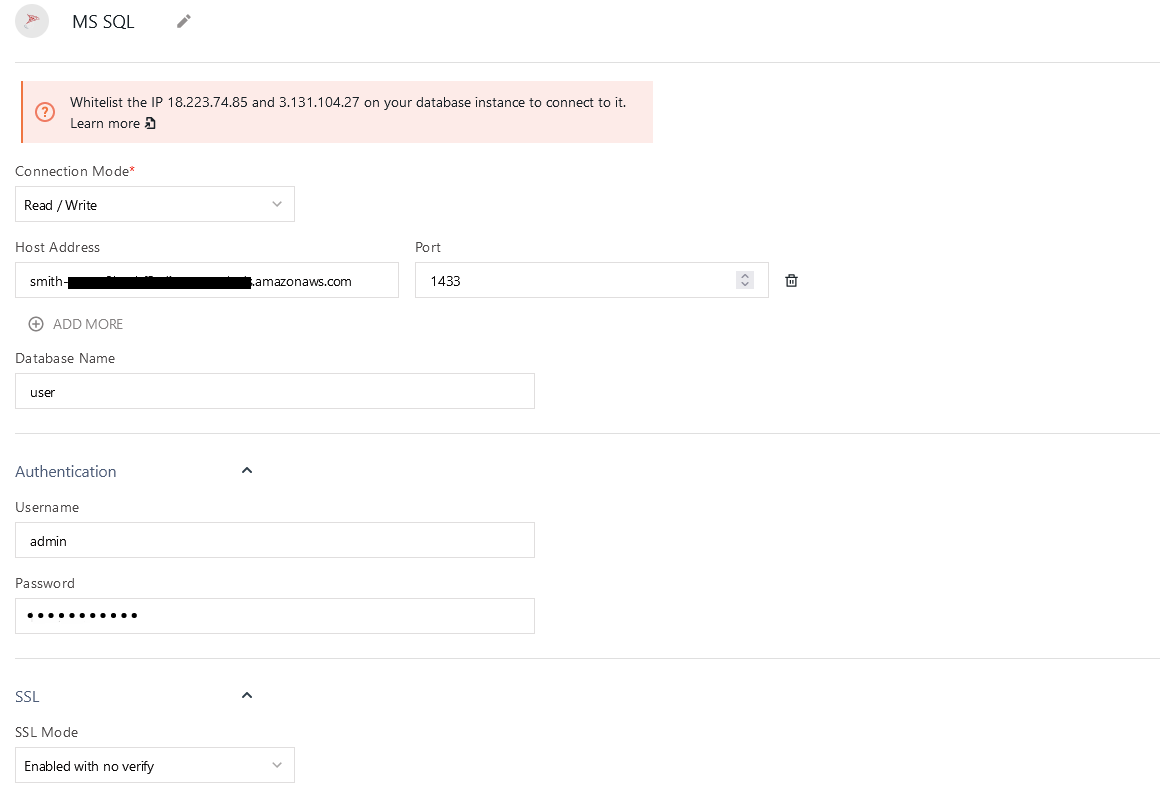 MS SQL
Whitelist the IP 18.223.74.85 and 3.131.104.27 on your database instance to connect to it.
Learn more
Connection Mode*
Read / Write
Host Address Port
smith- .amazonaws.com 1433
ADD MORE
Database Name
user
Authentication
Username
admin
Password
•••••••••••
SSL
SSL Mode
Enabled with no verify